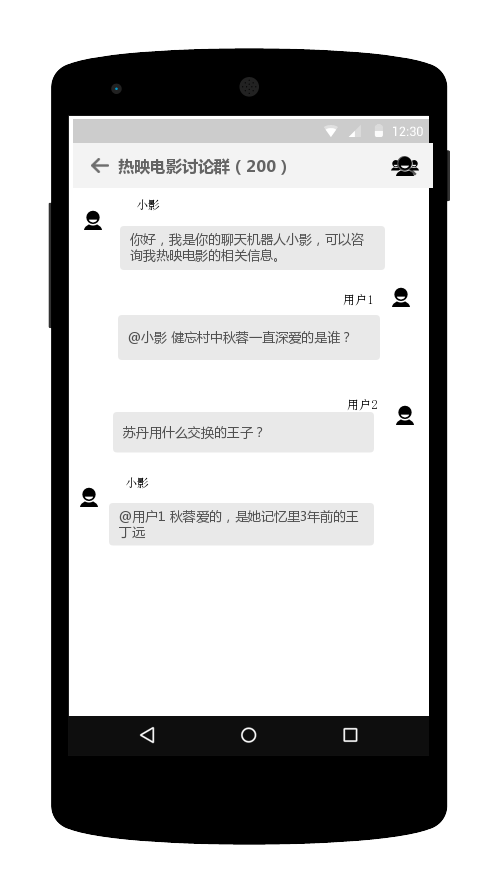 12:30
热映电影讨论群（200）
小影
你好，我是你的聊天机器人小影，可以咨
询我热映电影的相关信息。
用户1
@小影 健忘村中秋蓉一直深爱的是谁？
用户2
苏丹用什么交换的王子？
小影
@用户1 秋蓉爱的，是她记忆里3年前的王
丁远